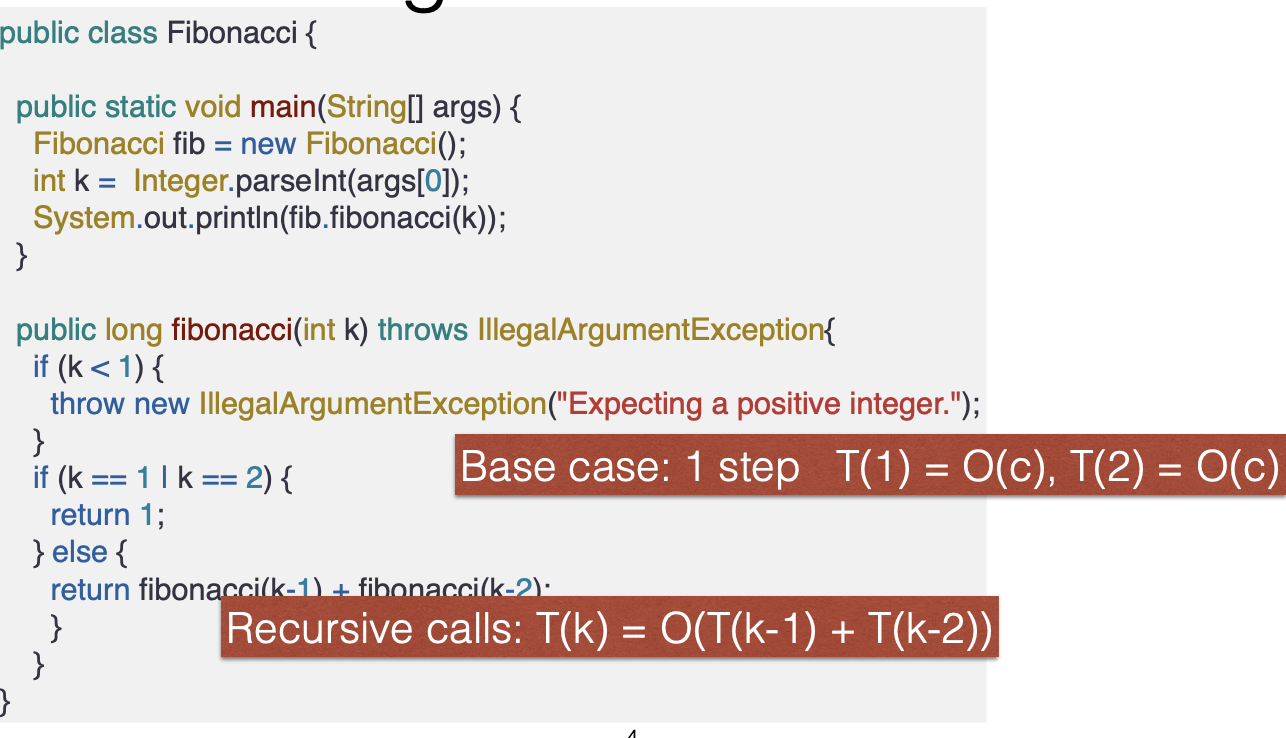 public class Fibonacci {
public static void main(String[] args) {
Fibonacci fib = new Fibonacci();
int k =  Integer.parseInt(args[0]);
System.out.println(fib.fibonacci(k));
}
public long fibonacci(int k) throws IllegalArgumentException{
if (k < 1) {
throw new IllegalArgumentException("Expecting a positive integer.");
}
Base case: 1 step   T(1) = O(c), T(2) = O(c)
if (k == 1 | k == 2) {
return 1;
} else {
return fibonacci(k-1) + fibonacci(k-2);
Recursive calls: T(k) = O(T(k-1) + T(k-2))
}
}
}
4